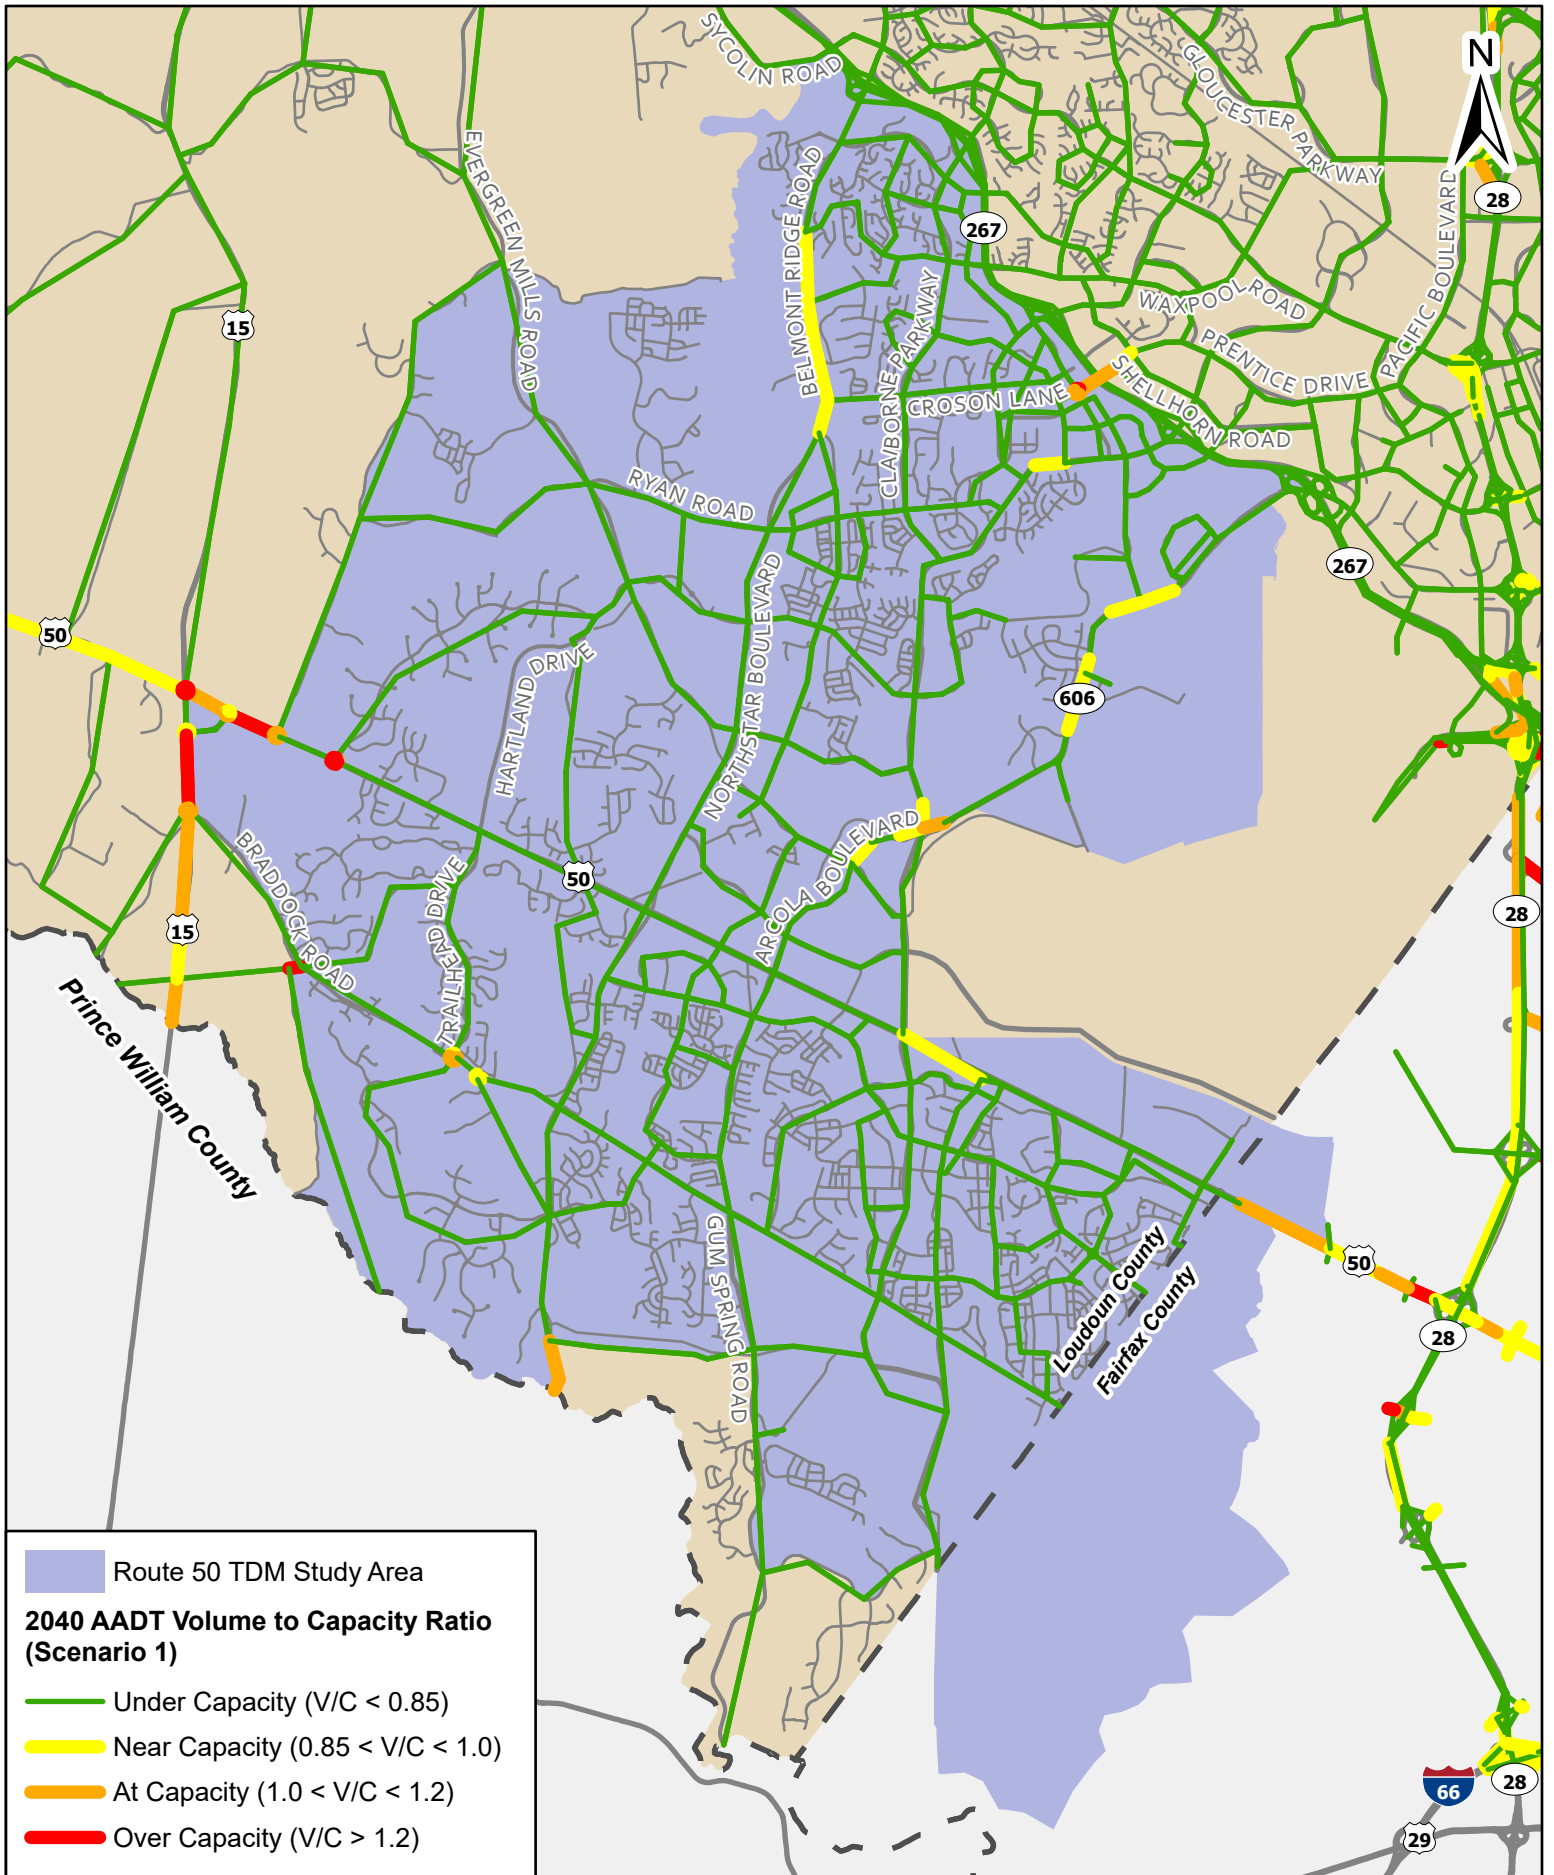 SYCOLIN ROAD
GLOUCESTER PARKWAY
N
28
EVERGREEN MILLS ROAD
BELMONT RIDGE ROAD
267
PACIFIC BOULEVARD
15
CLAIBORNE PARKWAY
WAXPOOL ROAD
PRENTICE DRIVE
SHELLHORN ROAD
CROSON LANE
RYAN ROAD
267
50
HARTLAND DRIVE
NORTHSTAR BOULEVARD
606
BRADDOCK ROAD
TRAILHEAD DRIVE
50
ARCOLA BOULEVARD
28
15
Prince William County
GUM SPRING ROAD
Loudoun County
Fairfax County
50
28
Route 50 TDM Study Area
2040 AADT Volume to Capacity Ratio
(Scenario 1)
Under Capacity (V/C < 0.85)
Near Capacity (0.85 < V/C < 1.0)
At Capacity (1.0 < V/C < 1.2)
Over Capacity (V/C > 1.2)
66
28
29